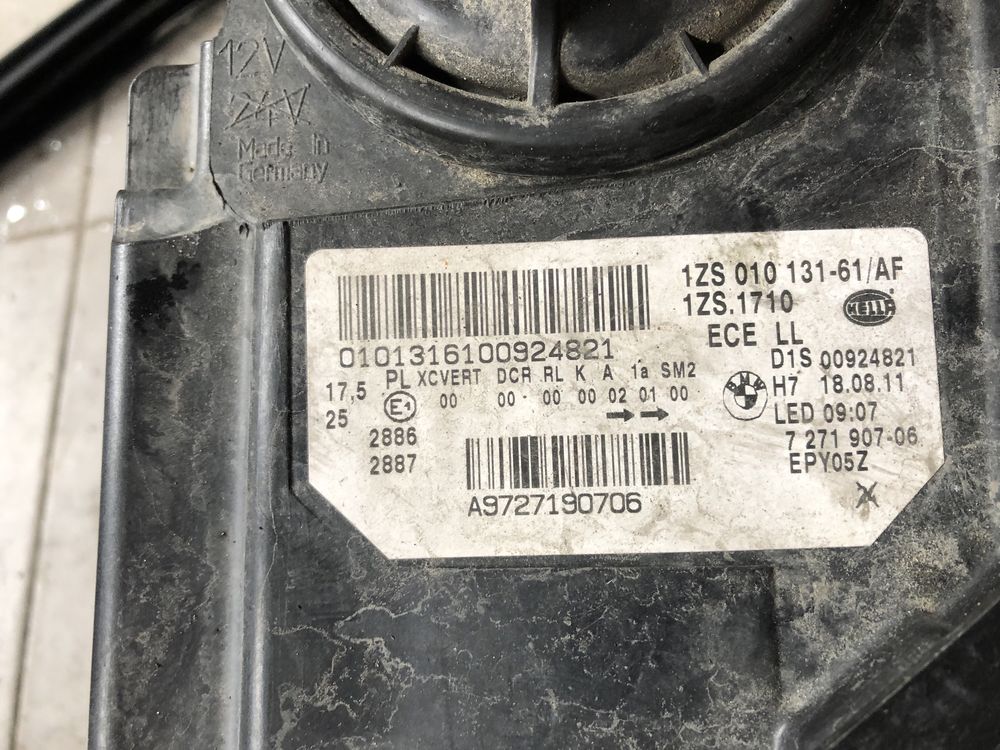 12V
24V
Made in
Germany
1ZS 010 131-61/AF
1ZS.1710
HELLA
ECE LL
0101316100924821
D1S 00924821
17,5 PL XCVERT DCR RL K A 1a SM2
25 E1 00 00 00 00 02 01 00
BMW
H7 18.08.11
LED 09:07
2886
2887
7 271 907-06
EPY05Z
A9727190706